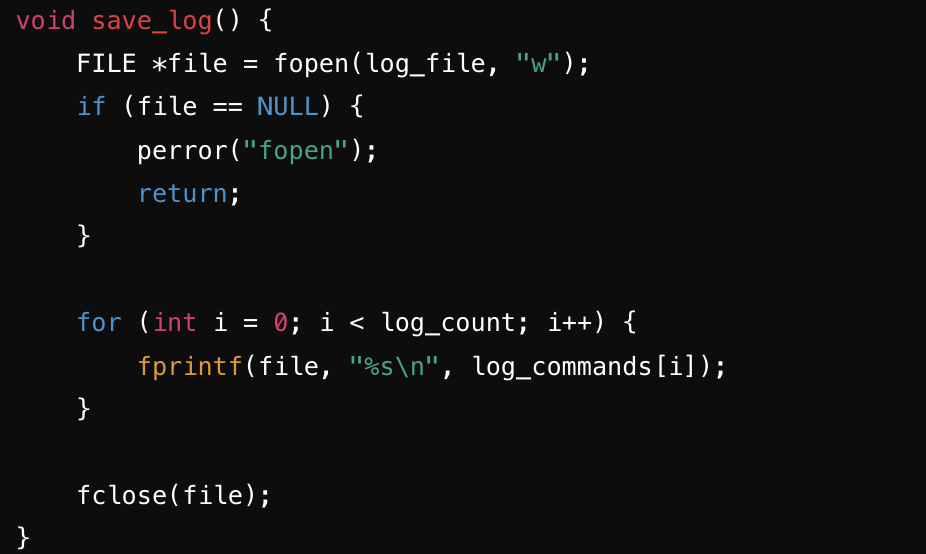 void save_log() {
    FILE *file = fopen(log_file, "w");
    if (file == NULL) {
        perror("fopen");
        return;
    }

    for (int i = 0; i < log_count; i++) {
        fprintf(file, "%s\n", log_commands[i]);
    }

    fclose(file);
}